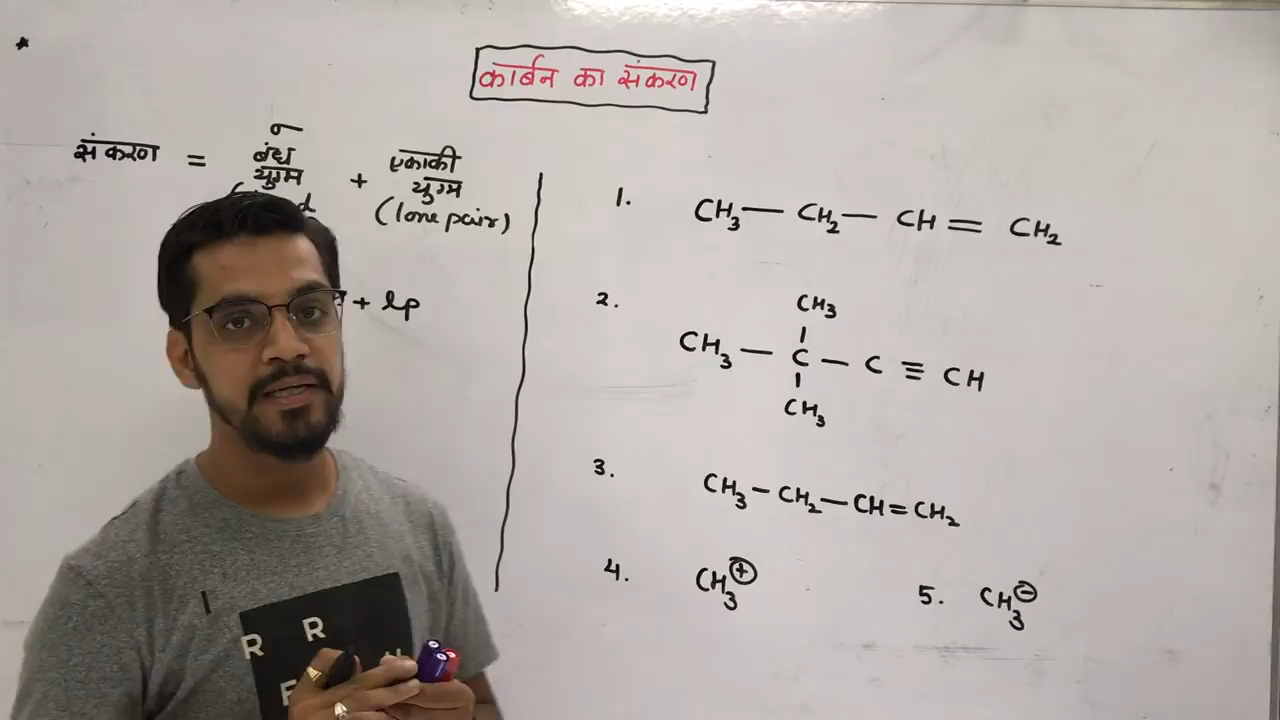 कार्बन का संकरण
संकरण = σ बंध युग्म + एकाकी युग्म (lone pair)
+ lp
1. CH₃ — CH₂ — CH = CH₂
2.
CH₃
|
CH₃ — C — C ≡ CH
|
CH₃
3. CH₃ — CH₂ — CH = CH₂
4. CH₃⊕
5. CH₃⊖
R R